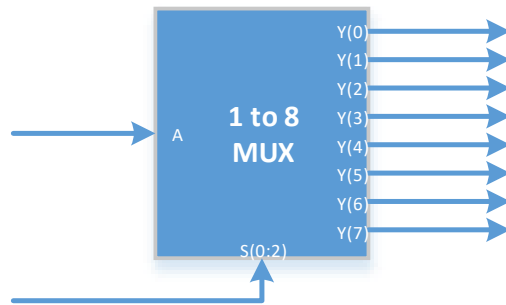 Y(0)
Y(1)
Y(2)
Y(3)
Y(4)
Y(5)
Y(6)
Y(7)
A
1 to 8
MUX
S(0:2)